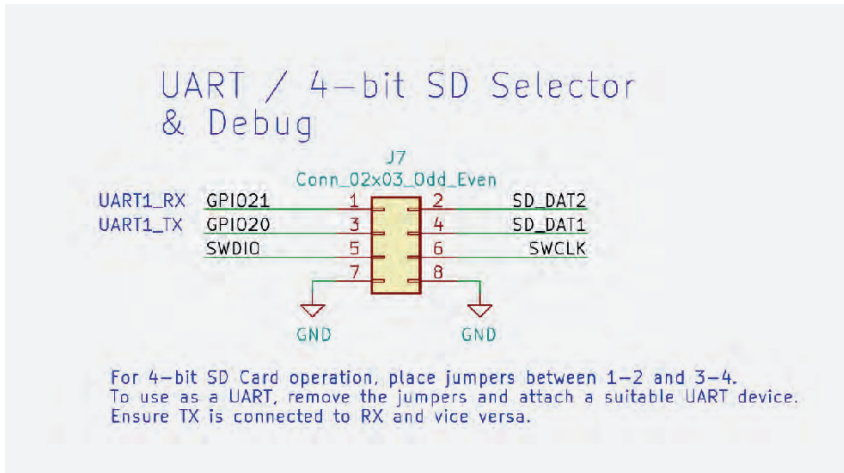 UART / 4-bit SD Selector
& Debug
J7
Conn_02x03_Odd_Even
UART1_RX GPIO21 1 2 SD_DAT2
UART1_TX GPIO20 3 4 SD_DAT1
SWDIO 5 6 SWCLK
7 8
GND GND
For 4-bit SD Card operation, place jumpers between 1-2 and 3-4.
To use as a UART, remove the jumpers and attach a suitable UART device.
Ensure TX is connected to RX and vice versa.